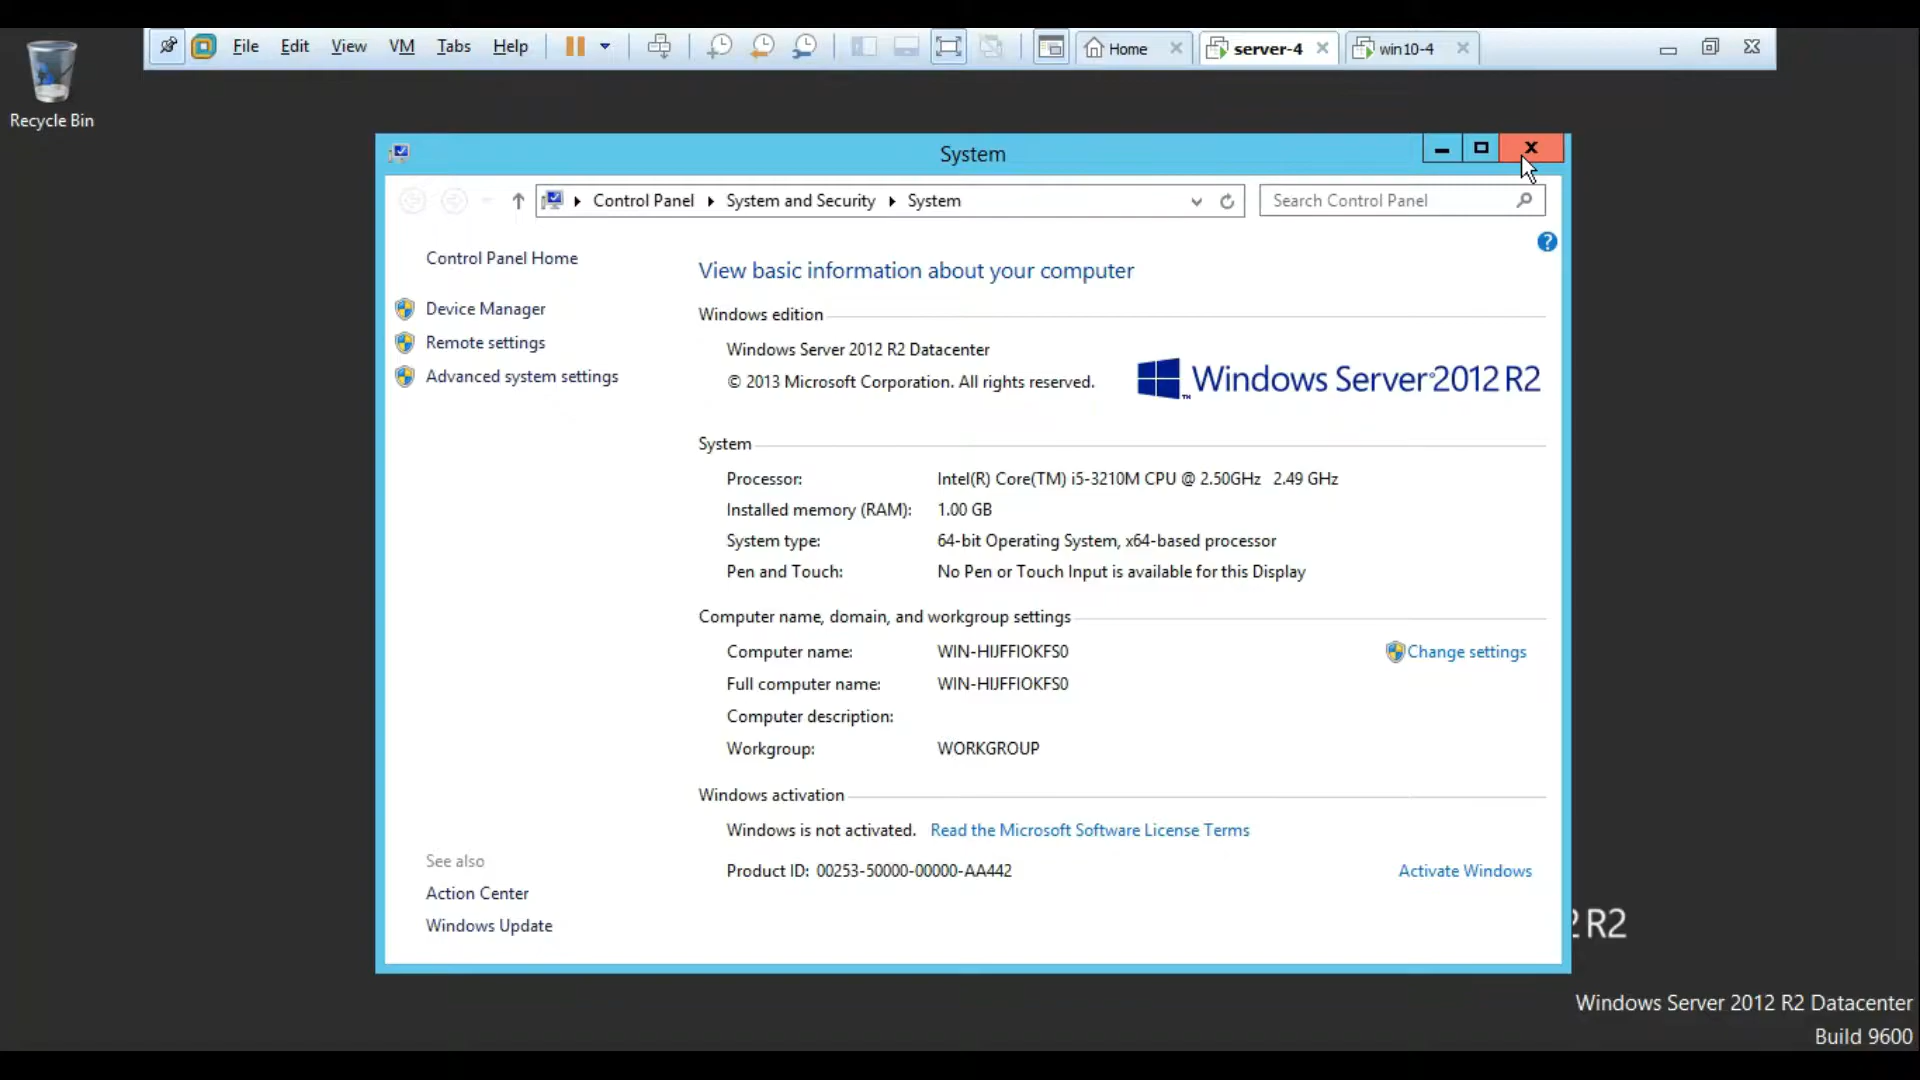 Recycle Bin
File Edit View VM Tabs Help
Home server-4 win10-4
System
Control Panel System and Security System
Search Control Panel
Control Panel Home
Device Manager
Remote settings
Advanced system settings
View basic information about your computer
Windows edition
Windows Server 2012 R2 Datacenter
© 2013 Microsoft Corporation. All rights reserved.
Windows Server 2012 R2
System
Processor: Intel(R) Core(TM) i5-3210M CPU @ 2.50GHz 2.49 GHz
Installed memory (RAM): 1.00 GB
System type: 64-bit Operating System, x64-based processor
Pen and Touch: No Pen or Touch Input is available for this Display
Computer name, domain, and workgroup settings
Computer name: WIN-HIJFFIOKFS0
Change settings
Full computer name: WIN-HIJFFIOKFS0
Computer description:
Workgroup: WORKGROUP
Windows activation
Windows is not activated. Read the Microsoft Software License Terms
Product ID: 00253-50000-00000-AA442
Activate Windows
See also
Action Center
Windows Update
2 R2
Windows Server 2012 R2 Datacenter
Build 9600